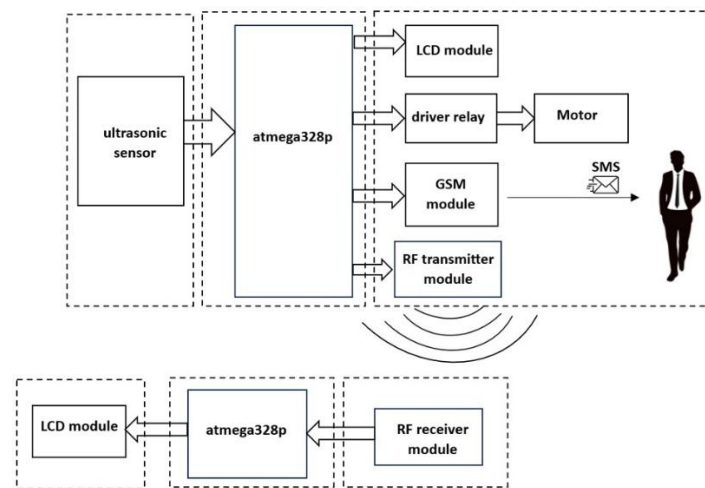 LCD module
ultrasonic
sensor
atmega328p
driver relay
Motor
GSM
module
SMS
RF transmitter
module
LCD module
atmega328p
RF receiver
module